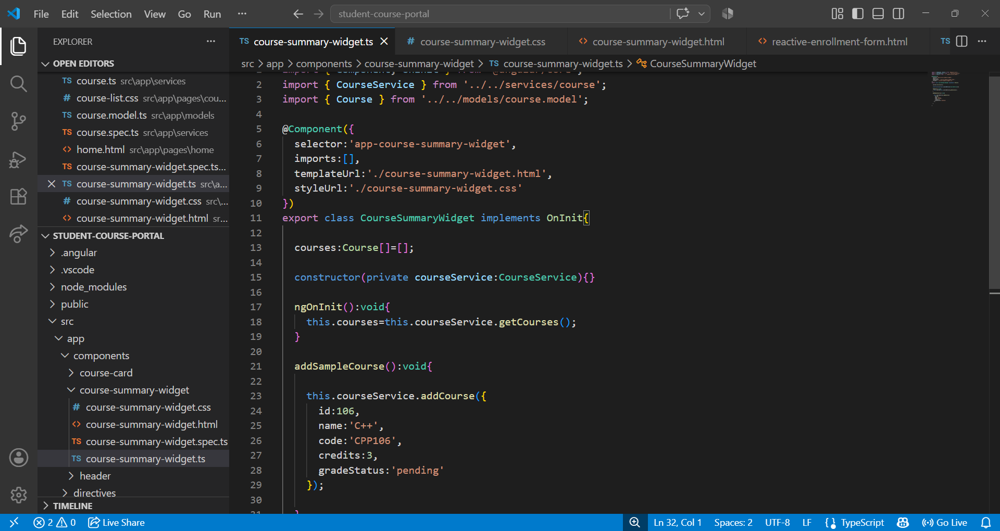 File Edit Selection View Go Run ··· student-course-portal
EXPLORER
OPEN EDITORS
TS course.ts src\app\services
# course-list.css src\app\pages\cou...
TS course.model.ts src\app\models
TS course.spec.ts src\app\services
<> home.html src\app\pages\home
TS course-summary-widget.spec.ts...
TS course-summary-widget.ts src\a...
# course-summary-widget.css src\...
<> course-summary-widget.html sr...
STUDENT-COURSE-PORTAL
.angular
.vscode
node_modules
public
src
app
components
course-card
course-summary-widget
# course-summary-widget.css
<> course-summary-widget.html
TS course-summary-widget.spec.ts
TS course-summary-widget.ts
header
directives
TIMELINE
TS course-summary-widget.ts # course-summary-widget.css <> course-summary-widget.html <> reactive-enrollment-form.html TS
src > app > components > course-summary-widget > TS course-summary-widget.ts > CourseSummaryWidget
2 import { CourseService } from '../../services/course';
3 import { Course } from '../../models/course.model';
4
5 @Component({
6 selector:'app-course-summary-widget',
7 imports:[],
8 templateUrl:'./course-summary-widget.html',
9 styleUrl:'./course-summary-widget.css'
10 })
11 export class CourseSummaryWidget implements OnInit{
12
13 courses:Course[]=[];
14
15 constructor(private courseService:CourseService){}
16
17 ngOnInit():void{
18 this.courses=this.courseService.getCourses();
19 }
20
21 addSampleCourse():void{
22
23 this.courseService.addCourse({
24 id:106,
25 name:'C++',
26 code:'CPP106',
27 credits:3,
28 gradeStatus:'pending'
29 });
30
2 0 Live Share Ln 32, Col 1 Spaces: 2 UTF-8 LF {} TypeScript Go Live